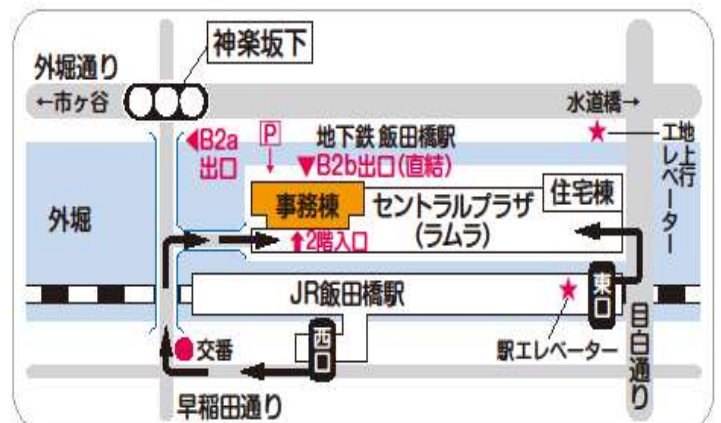 神楽坂下
外堀通り
←市ヶ谷
水道橋→
◀B2a
出口
P
地下鉄 飯田橋駅
▼B2b出口(直結)
★
地上行
エレベーター
外堀
事務棟
セントラルプラザ
(ラムラ)
住宅棟
⬆2階入口
JR飯田橋駅
★
東口
西口
交番
駅エレベーター
目白通り
早稲田通り